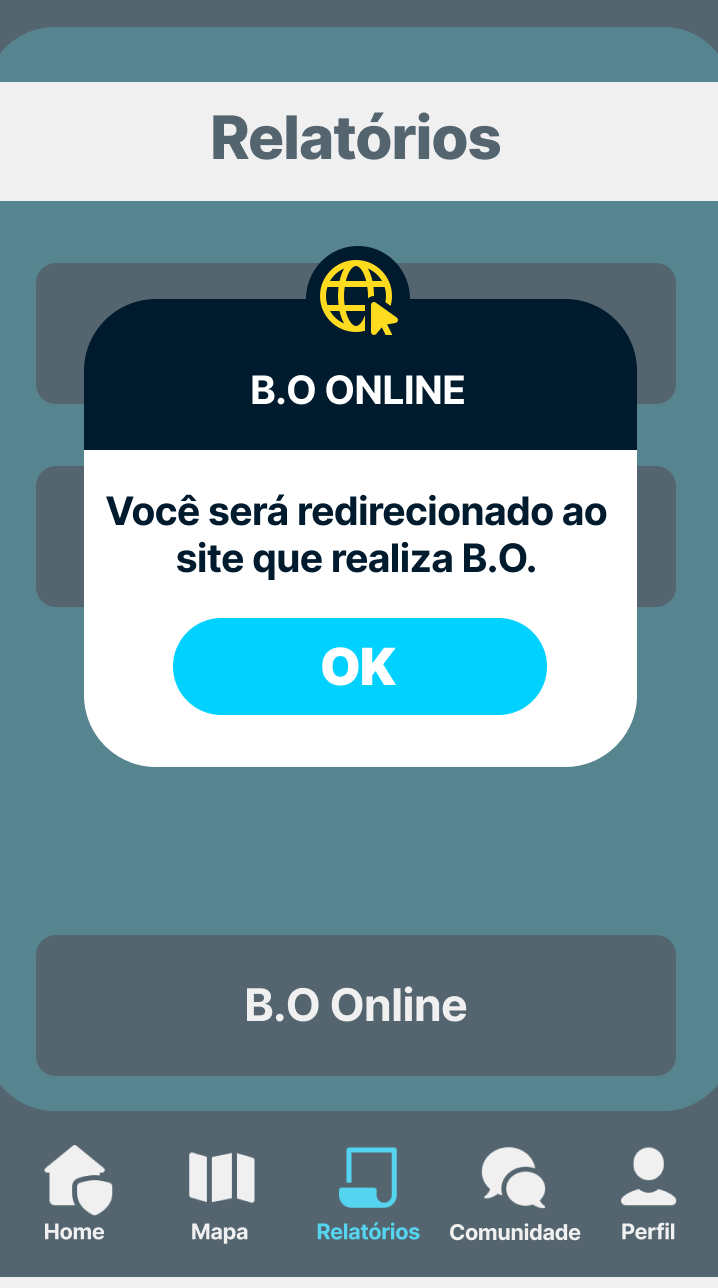 Relatórios
B.O ONLINE
Você será redirecionado ao
site que realiza B.O.
OK
B.O Online
Home
Mapa
Relatórios
Comunidade
Perfil